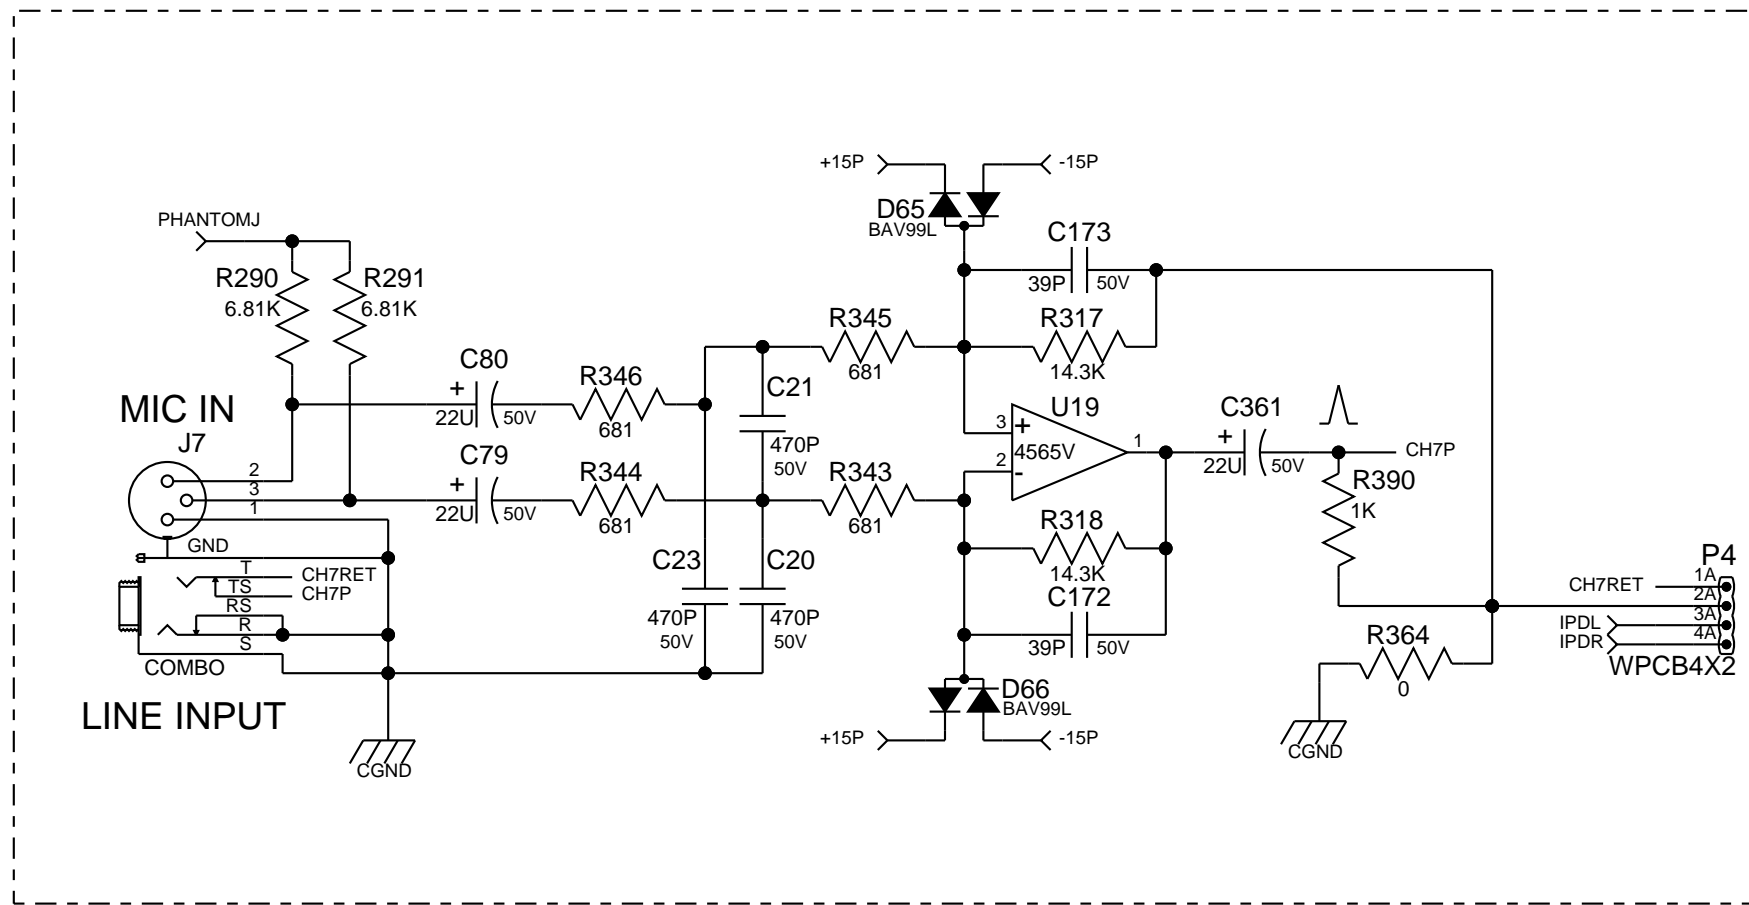 +15P
-15P
D65
BAV99L
PHANTOMJ
C173
39P
50V
R290
6.81K
R291
6.81K
R345
681
R317
14.3K
C80
+
22U
50V
R346
681
C21
470P
50V
MIC IN
J7
2
3
1
GND
C79
+
22U
50V
R344
681
R343
681
U19
3
+
4565V
2
-
1
C361
+
22U
50V
CH7P
R390
1K
R318
14.3K
C172
39P
50V
C23
470P
50V
C20
470P
50V
T
CH7RET
TS
CH7P
RS
R
S
COMBO
LINE INPUT
CGND
D66
BAV99L
+15P
-15P
R364
0
CGND
P4
CH7RET
1A
2A
IPDL
3A
IPDR
4A
WPCB4X2